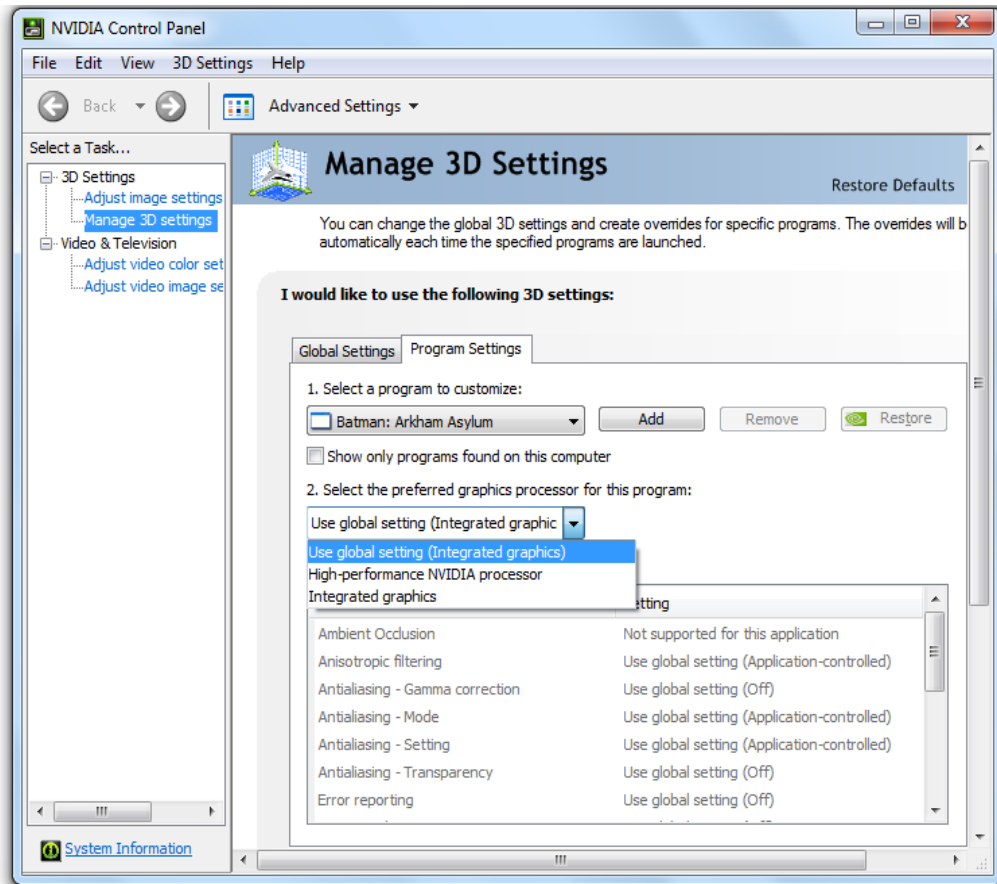 NVIDIA Control Panel
File Edit View 3D Settings Help
Back Advanced Settings
Select a Task...
3D Settings
Adjust image settings
Manage 3D settings
Video & Television
Adjust video color set
Adjust video image se
System Information
Manage 3D Settings
Restore Defaults
You can change the global 3D settings and create overrides for specific programs. The overrides will b
automatically each time the specified programs are launched.
I would like to use the following 3D settings:
Global Settings Program Settings
1. Select a program to customize:
Batman: Arkham Asylum Add Remove Restore
Show only programs found on this computer
2. Select the preferred graphics processor for this program:
Use global setting (Integrated graphic
Use global setting (Integrated graphics)
High-performance NVIDIA processor
Integrated graphics
etting
Ambient Occlusion Not supported for this application
Anisotropic filtering Use global setting (Application-controlled)
Antialiasing - Gamma correction Use global setting (Off)
Antialiasing - Mode Use global setting (Application-controlled)
Antialiasing - Setting Use global setting (Application-controlled)
Antialiasing - Transparency Use global setting (Off)
Error reporting Use global setting (Off)